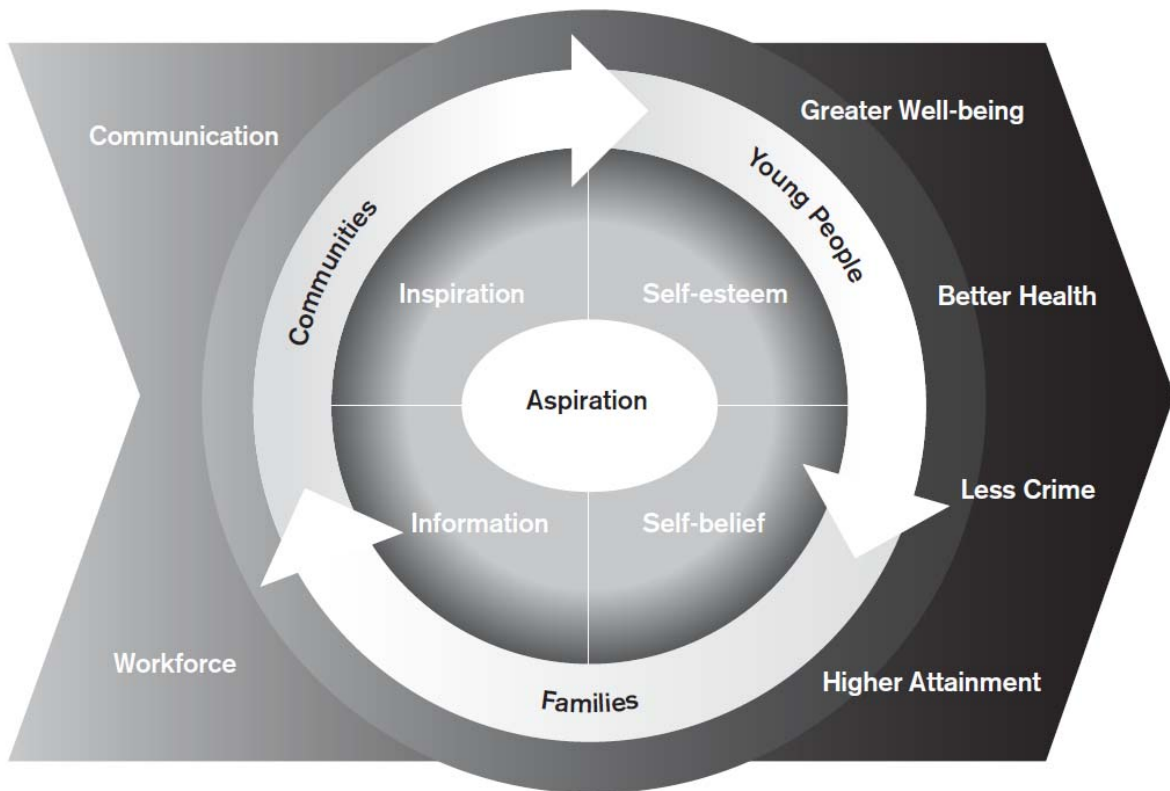 Communication
Greater Well-being
Young People
Communities
Inspiration
Self-esteem
Better Health
Aspiration
Less Crime
Information
Self-belief
Workforce
Higher Attainment
Families